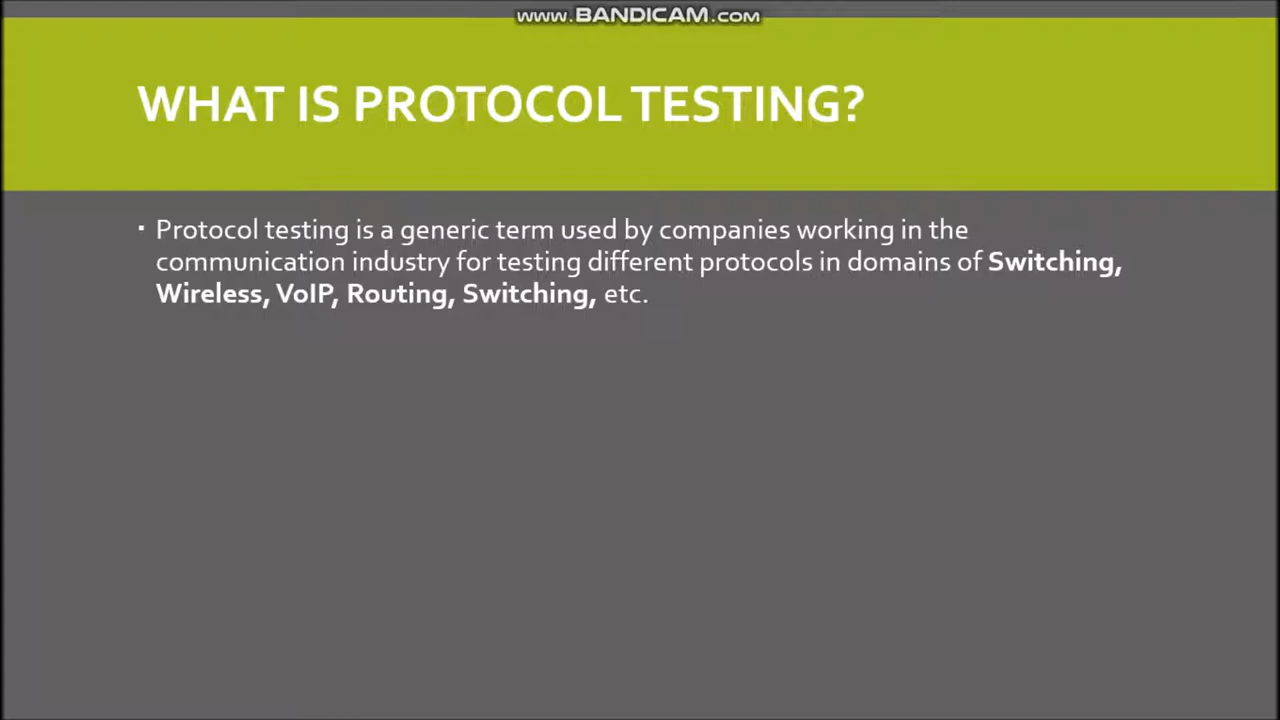 www.BANDICAM.com
WHAT IS PROTOCOL TESTING?
▪ Protocol testing is a generic term used by companies working in the
communication industry for testing different protocols in domains of Switching,
Wireless, VoIP, Routing, Switching, etc.